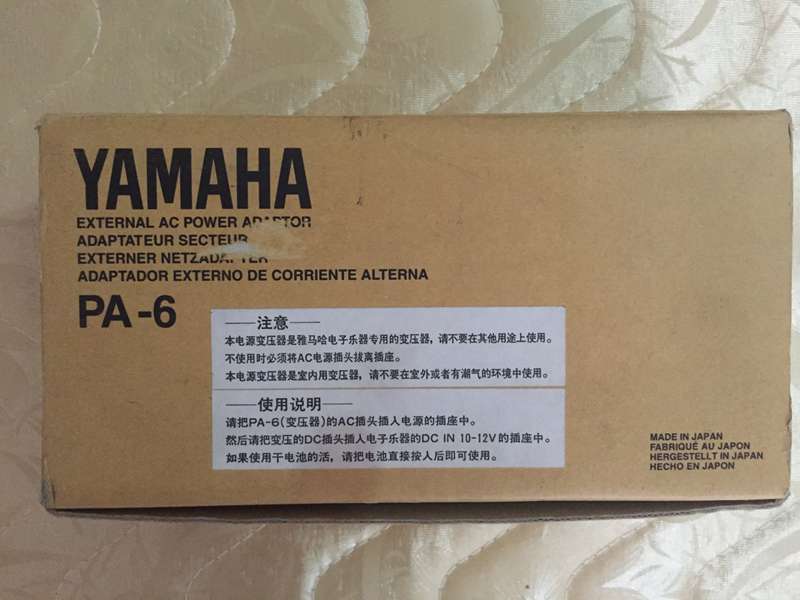 YAMAHA
EXTERNAL AC POWER ADAPTOR
ADAPTATEUR SECTEUR
EXTERNER NETZADAPTER
ADAPTADOR EXTERNO DE CORRIENTE ALTERNA
PA-6
——注意——
本电源变压器是雅马哈电子乐器专用的变压器，请不要在其他用途上使用。
不使用时必须将AC电源插头拔离插座。
本电源变压器是室内用变压器，请不要在室外或者有潮气的环境中使用。
——使用说明——
请把PA-6(变压器)的AC插头插人电源的插座中。
然后请把变压的DC插头插人电子乐器的DC IN 10-12V的插座中。
如果使用干电池的活，请把电池直接按人后即可使用。
MADE IN JAPAN
FABRIQUÉ AU JAPON
HERGESTELLT IN JAPAN
HECHO EN JAPON